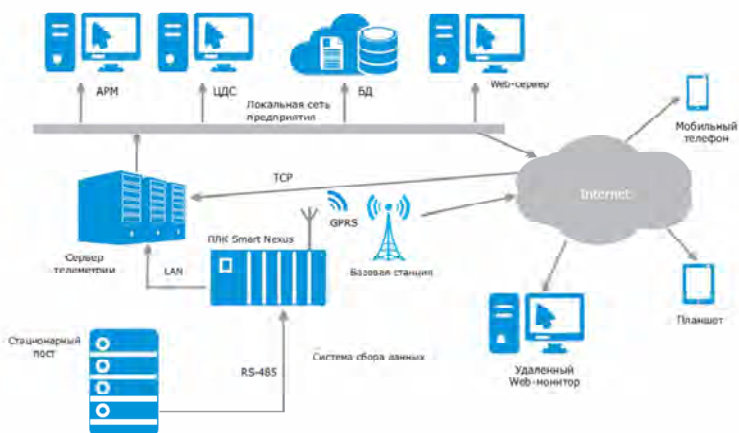 АРМ
ЦДС
БД
Web-сервер
Локальная сеть
предприятия
Мобильный
телефон
TCP
Internet
GPRS
ПЛК Smart Nexus
Сервер
телеметрии
LAN
Базовая станция
Планшет
Стационарный
пост
Система сбора данных
RS-485
Удаленный
Web-монитор